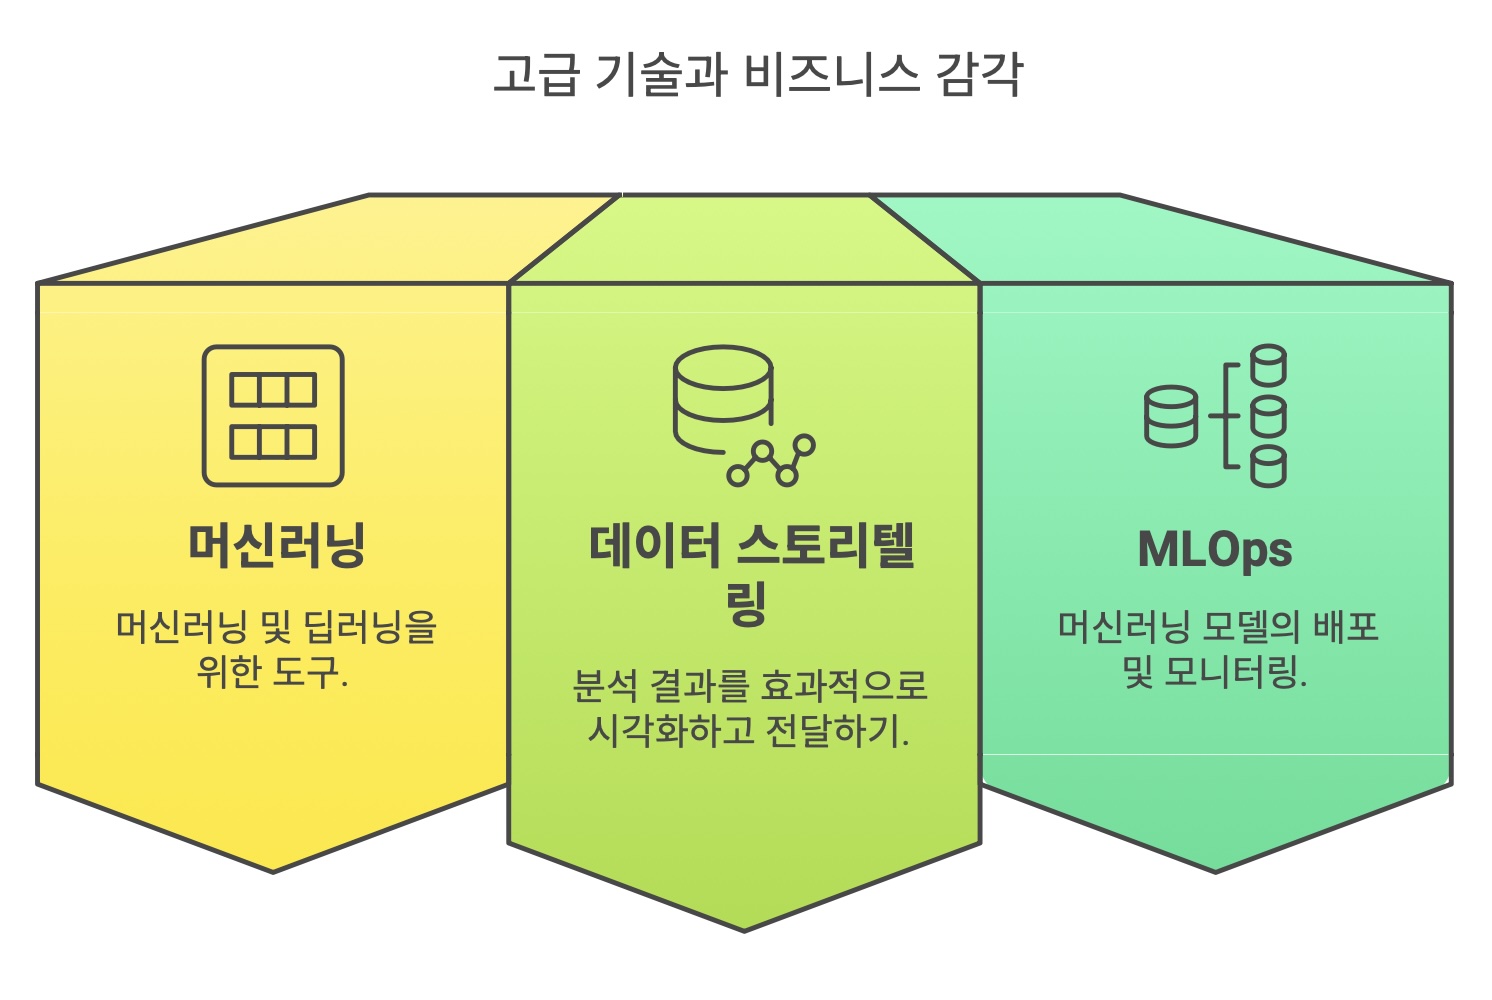 고급 기술과 비즈니스 감각
머신러닝
머신러닝 및 딥러닝을
위한 도구.
데이터 스토리텔
링
분석 결과를 효과적으로
시각화하고 전달하기.
MLOps
머신러닝 모델의 배포
및 모니터링.